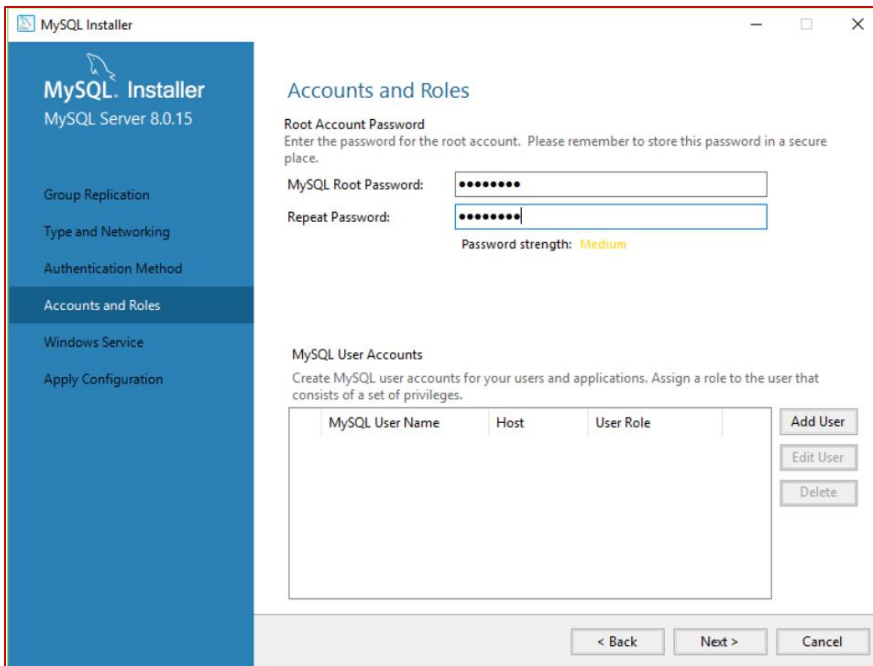 MySQL Installer
MySQL. Installer
MySQL Server 8.0.15
Group Replication
Type and Networking
Authentication Method
Accounts and Roles
Windows Service
Apply Configuration
Accounts and Roles
Root Account Password
Enter the password for the root account. Please remember to store this password in a secure
place.
MySQL Root Password: ●●●●●●●●
Repeat Password: ●●●●●●●●
Password strength: Medium
MySQL User Accounts
Create MySQL user accounts for your users and applications. Assign a role to the user that
consists of a set of privileges.
MySQL User Name Host User Role
Add User
Edit User
Delete
< Back Next > Cancel